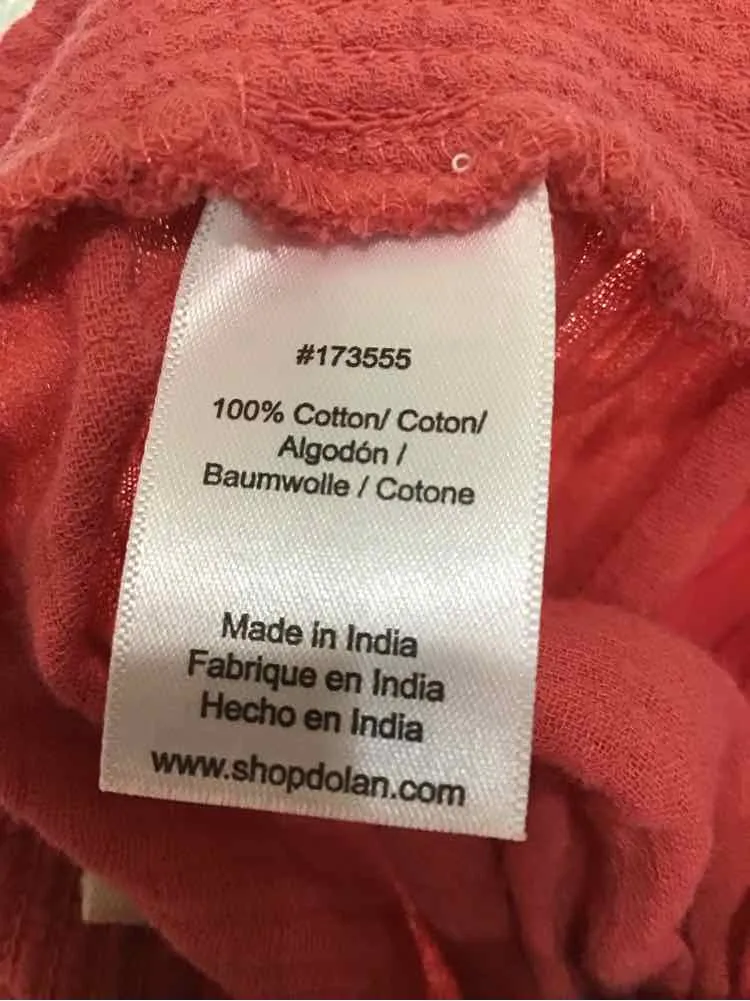 #173555
100% Cotton/ Coton/
Algodón /
Baumwolle / Cotone
Made in India
Fabrique en India
Hecho en India
www.shopdolan.com